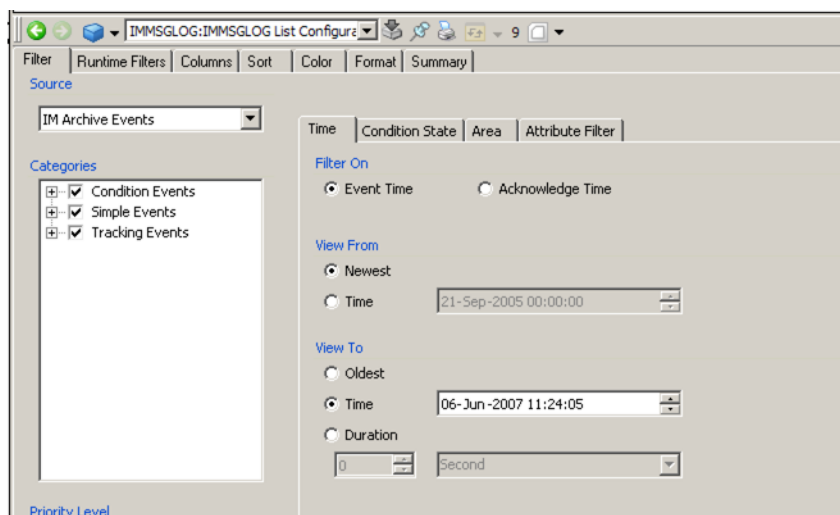 IMMSGLOG:IMMSGLOG List Configura 9
Filter Runtime Filters Columns Sort Color Format Summary
Source
IM Archive Events
Categories
Condition Events
Simple Events
Tracking Events
Priority Level
Time Condition State Area Attribute Filter
Filter On
Event Time Acknowledge Time
View From
Newest
Time 21-Sep-2005 00:00:00
View To
Oldest
Time 06-Jun-2007 11:24:05
Duration
0 Second